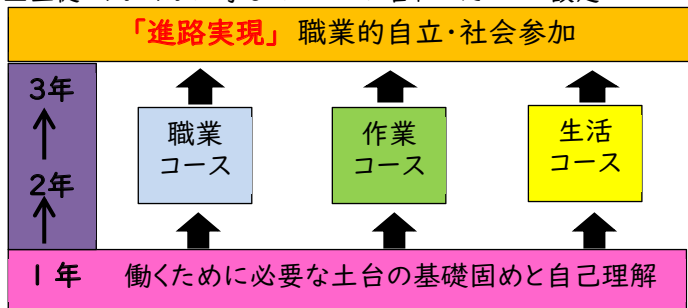 「進路実現」職業的自立・社会参加
3年
2年
職業
コース
作業
コース
生活
コース
1年 働くために必要な土台の基礎固めと自己理解